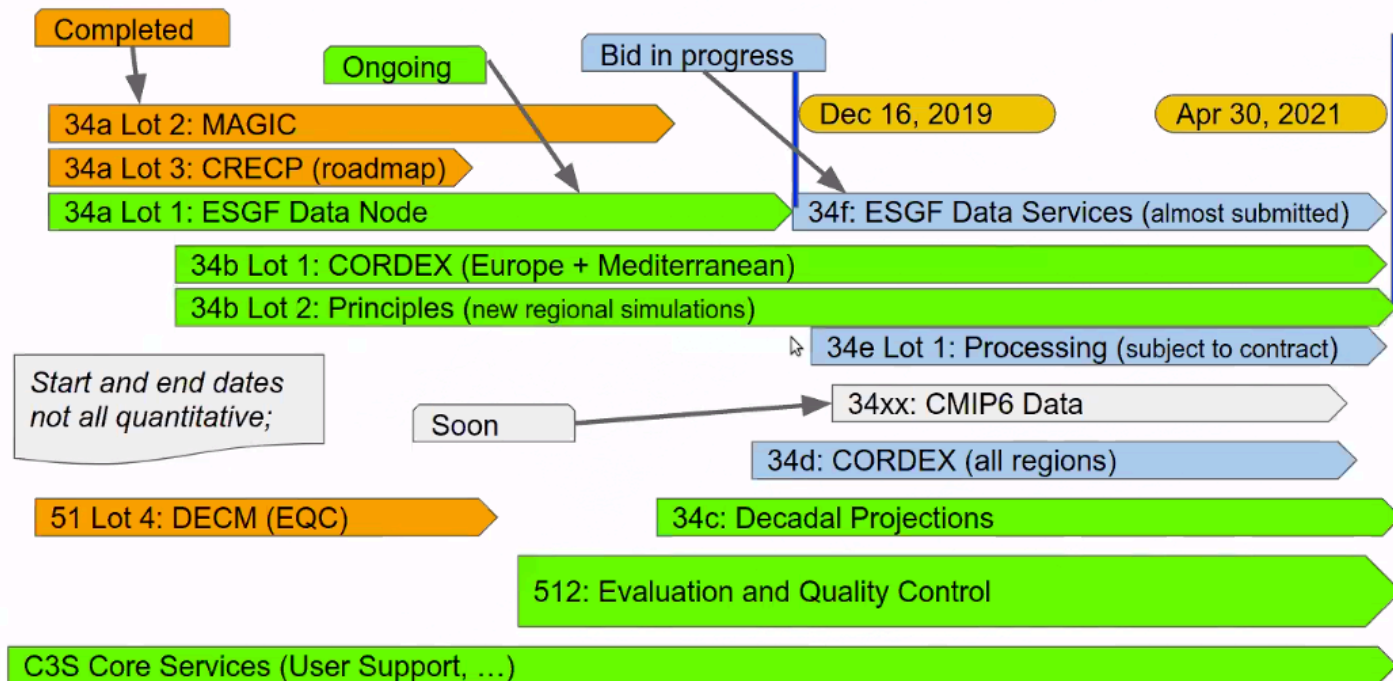 Completed
Ongoing
Bid in progress
Dec 16, 2019
Apr 30, 2021
34a Lot 2: MAGIC
34a Lot 3: CRECP (roadmap)
34a Lot 1: ESGF Data Node
34f: ESGF Data Services (almost submitted)
34b Lot 1: CORDEX (Europe + Mediterranean)
34b Lot 2: Principles (new regional simulations)
34e Lot 1: Processing (subject to contract)
Start and end dates
not all quantitative;
Soon
34xx: CMIP6 Data
34d: CORDEX (all regions)
51 Lot 4: DECM (EQC)
34c: Decadal Projections
512: Evaluation and Quality Control
C3S Core Services (User Support, …)